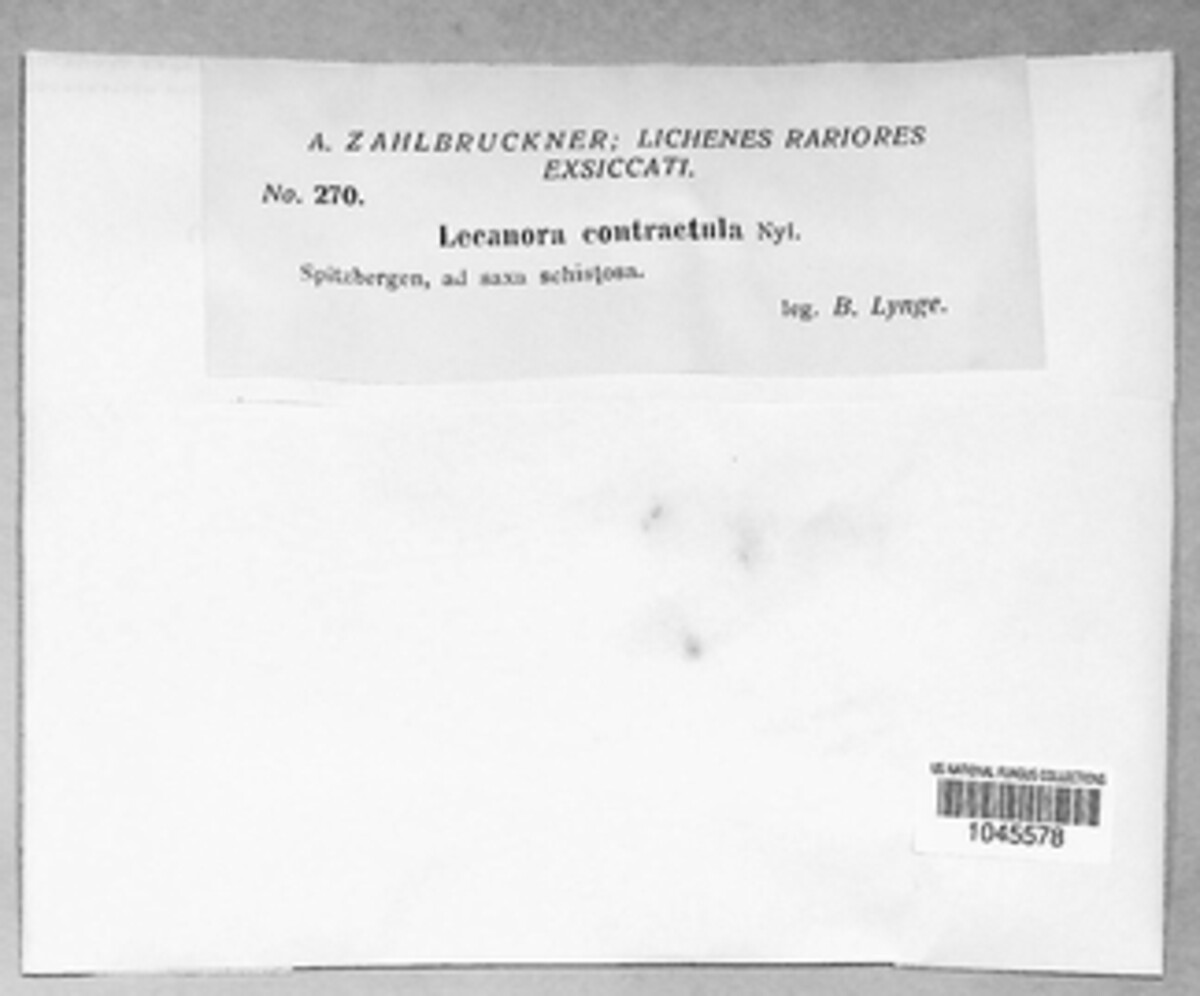 A. ZAHLBRUCKNER; LICHENES RARIORES
EXSICCATI.
No. 270.
Lecanora contractula Nyl.
Spitzbergen, ad saxa schistosa.
leg. B. Lynge.
US NATIONAL FUNGUS COLLECTIONS
1045578